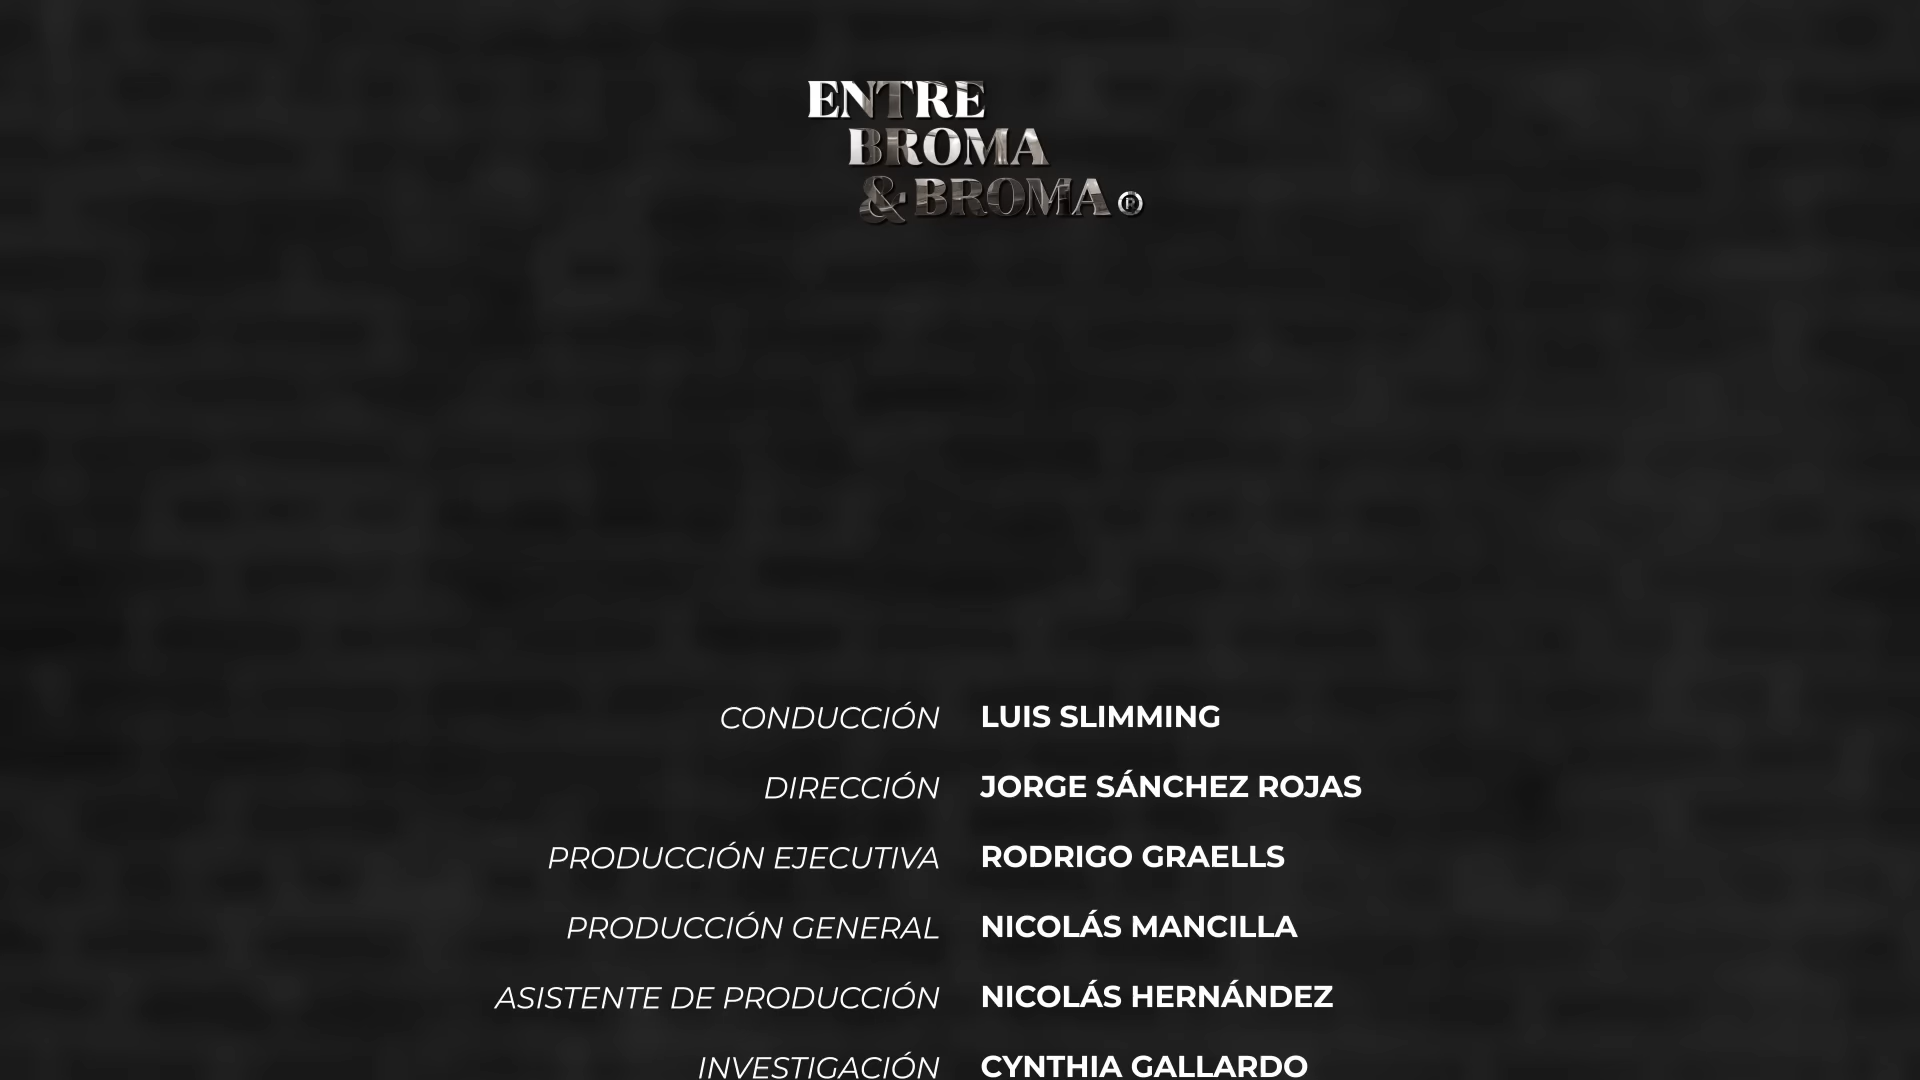 ENTRE
BROMA
& BROMA ®
CONDUCCIÓN LUIS SLIMMING
DIRECCIÓN JORGE SÁNCHEZ ROJAS
PRODUCCIÓN EJECUTIVA RODRIGO GRAELLS
PRODUCCIÓN GENERAL NICOLÁS MANCILLA
ASISTENTE DE PRODUCCIÓN NICOLÁS HERNÁNDEZ
INVESTIGACIÓN CYNTHIA GALLARDO